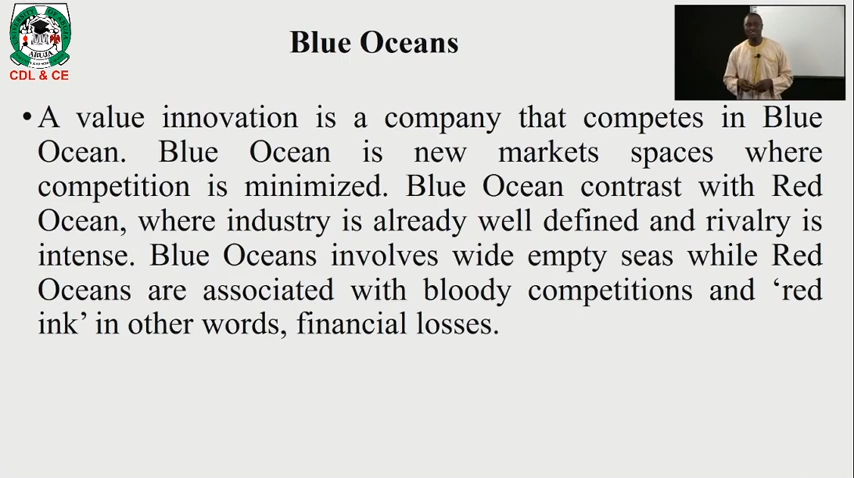 Blue Oceans
ABUJA
CDL & CE
• A value innovation is a company that competes in Blue
Ocean. Blue Ocean is new markets spaces where
competition is minimized. Blue Ocean contrast with Red
Ocean, where industry is already well defined and rivalry is
intense. Blue Oceans involves wide empty seas while Red
Oceans are associated with bloody competitions and ‘red
ink’ in other words, financial losses.